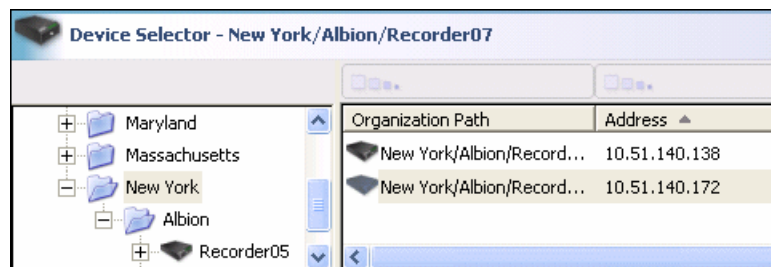 Device Selector - New York/Albion/Recorder07
Maryland
Massachusetts
New York
Albion
Recorder05
Organization Path Address
New York/Albion/Record... 10.51.140.138
New York/Albion/Record... 10.51.140.172